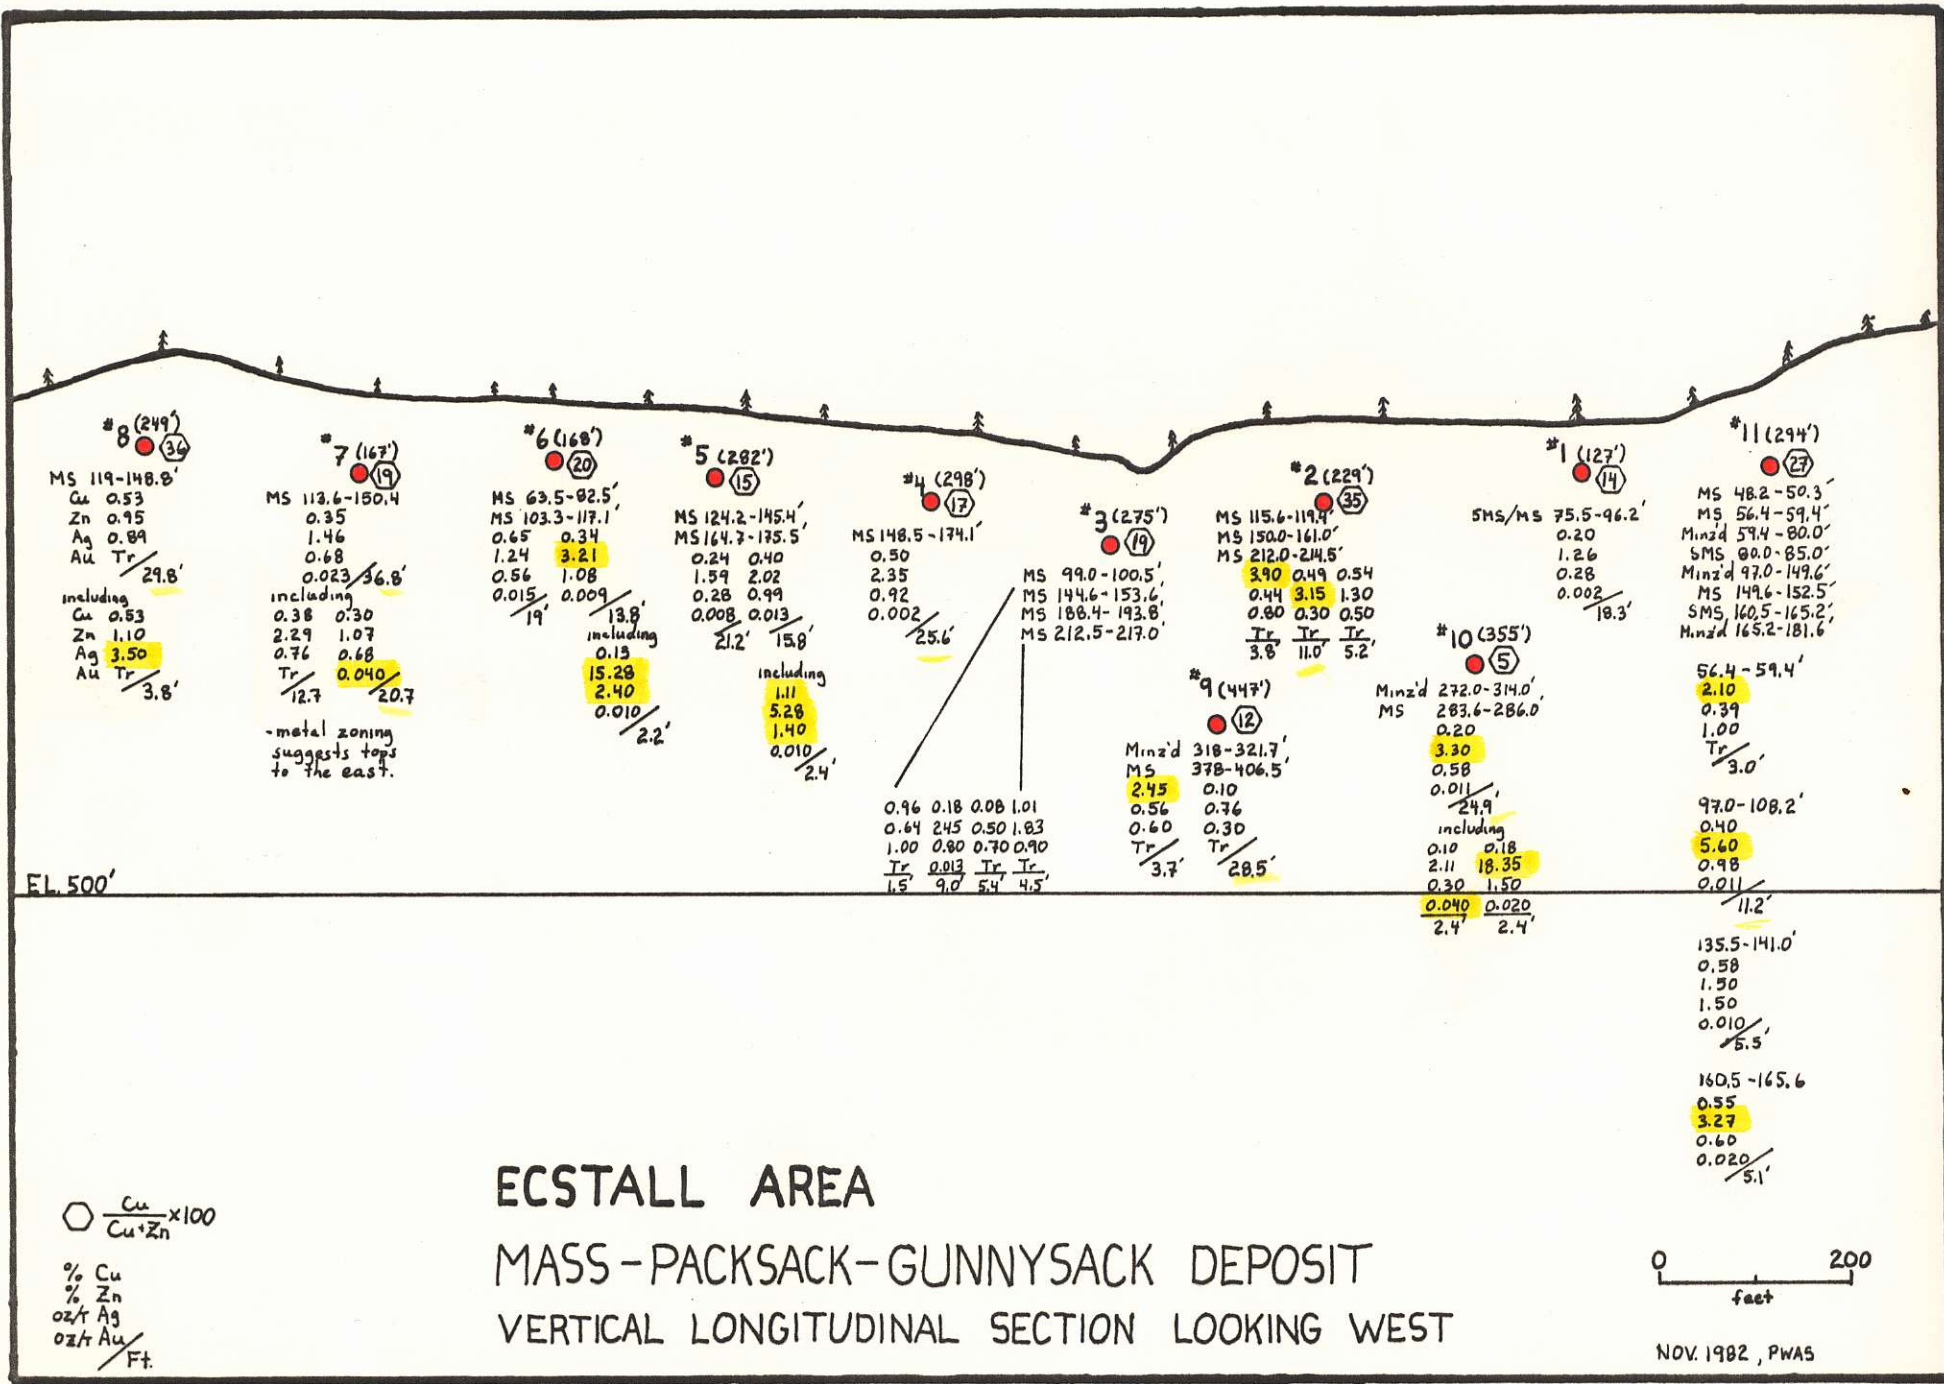 #8 (249')
36
MS 119-148.8'
Cu 0.53
Zn 0.95
Ag 0.89
Au Tr/29.8'
including
Cu 0.53
Zn 1.10
Ag 3.50
Au Tr/3.8'
#7 (167')
19
MS 113.6-150.4
0.35
1.46
0.68
0.023/36.8'
including
0.38 0.30
2.29 1.07
0.76 0.68
Tr/12.7 0.040/20.7
-metal zoning
suggests tops
to the east.
#6 (168')
20
MS 63.5-82.5'
MS 103.3-117.1'
0.65 0.34
1.24 3.21
0.56 1.08
0.015/19' 0.009/13.8'
including
0.13
15.28
2.40
0.010/2.2'
#5 (282')
15
MS 124.2-145.4'
MS 164.7-175.5'
0.24 0.40
1.59 2.02
0.28 0.99
0.008/21.2' 0.013/15.8'
including
1.11
5.28
1.40
0.010/2.4'
#4 (298')
17
MS 148.5-174.1'
0.50
2.35
0.92
0.002/25.6'
#3 (275')
19
MS 99.0-100.5'
MS 144.6-153.6'
MS 188.4-193.8'
MS 212.5-217.0'
0.96 0.18 0.08 1.01
0.64 245 0.50 1.83
1.00 0.80 0.70 0.90
Tr 0.013 Tr Tr
1.5' 9.0' 5.4' 4.5'
#2 (229')
35
MS 115.6-119.4'
MS 150.0-161.0'
MS 212.0-214.5'
3.90 0.49 0.54
0.44 3.15 1.30
0.80 0.30 0.50
Tr Tr Tr
3.8' 11.0' 5.2'
#9 (447')
12
Minz'd 318-321.7'
MS 378-406.5'
2.45 0.10
0.56 0.76
0.60 0.30
Tr/3.7' Tr/28.5'
#10 (355')
5
Minz'd 272.0-314.0'
MS 283.6-286.0'
0.20
3.30
0.58
0.011/24.9'
including
0.10 0.18
2.11 18.35
0.30 1.50
0.040 0.020
2.4' 2.4'
#1 (127')
14
SMS/MS 75.5-96.2'
0.20
1.26
0.28
0.002/18.3'
#11 (294')
27
MS 48.2-50.3'
MS 56.4-59.4'
Minz'd 59.4-80.0'
SMS 80.0-85.0'
Minz'd 97.0-149.6'
MS 149.6-152.5'
SMS 160.5-165.2'
Minz'd 165.2-181.6'
56.4-59.4'
2.10
0.39
1.00
Tr/3.0'
97.0-108.2'
0.40
5.60
0.98
0.011/11.2'
135.5-141.0'
0.58
1.50
1.50
0.010/5.5'
160.5-165.6
0.55
3.27
0.60
0.020/5.1'
EL. 500'
Cu/Cu+Zn x100
% Cu
% Zn
oz/t Ag
oz/t Au/Ft.
ECSTALL AREA
MASS-PACKSACK-GUNNYSACK DEPOSIT
VERTICAL LONGITUDINAL SECTION LOOKING WEST
0 200
feet
NOV. 1982, PWAS